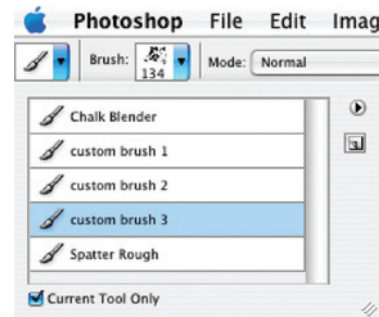 Photoshop File Edit Imag
Brush: 134 Mode: Normal
Chalk Blender
custom brush 1
custom brush 2
custom brush 3
Spatter Rough
Current Tool Only